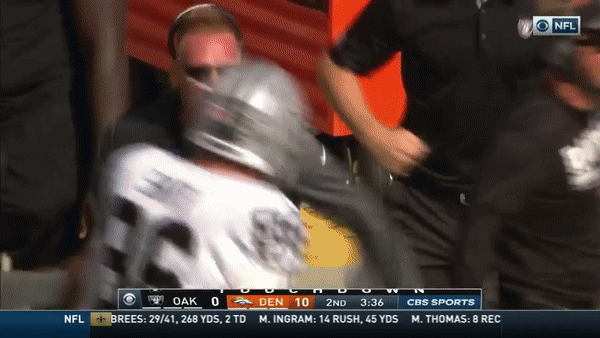 NFL
TOUCHDOWN
OAK 0 DEN 10 2ND 3:36 CBS SPORTS
NFL BREES: 29/41, 268 YDS, 2 TD M. INGRAM: 14 RUSH, 45 YDS M. THOMAS: 8 REC